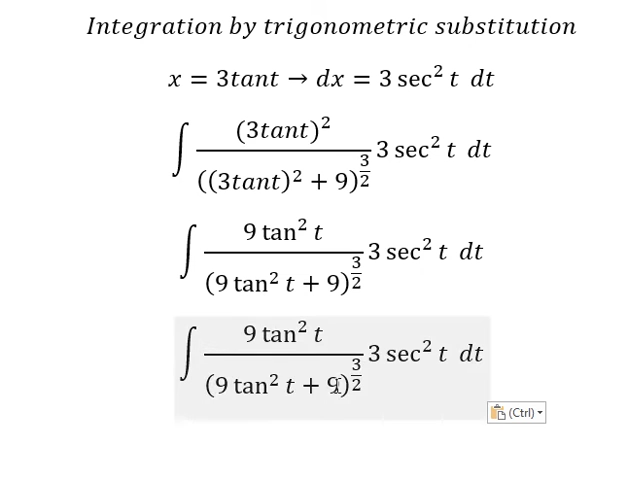 Integration by trigonometric substitution
x = 3tant → dx = 3 sec² t dt
∫ (3tant)² / ((3tant)² + 9)^(3/2) 3 sec² t dt
∫ 9 tan² t / (9 tan² t + 9)^(3/2) 3 sec² t dt
∫ 9 tan² t / (9 tan² t + 9)^(3/2) 3 sec² t dt
(Ctrl)